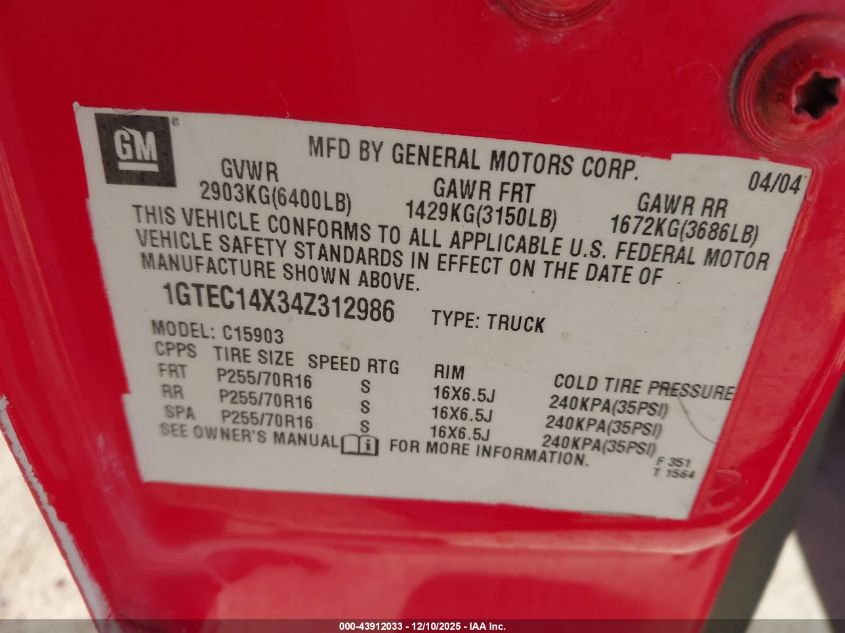 GM®
MFD BY GENERAL MOTORS CORP. 04/04
GVWR GAWR FRT GAWR RR
2903KG(6400LB) 1429KG(3150LB) 1672KG(3686LB)
THIS VEHICLE CONFORMS TO ALL APPLICABLE U.S. FEDERAL MOTOR
VEHICLE SAFETY STANDARDS IN EFFECT ON THE DATE OF
MANUFACTURE SHOWN ABOVE.
1GTEC14X34Z312986 TYPE: TRUCK
MODEL: C15903
CPPS TIRE SIZE SPEED RTG RIM COLD TIRE PRESSURE
FRT P255/70R16 S 16X6.5J 240KPA(35PSI)
RR P255/70R16 S 16X6.5J 240KPA(35PSI)
SPA P255/70R16 S 16X6.5J 240KPA(35PSI)
SEE OWNER'S MANUAL FOR MORE INFORMATION.
F 351
T 1564
000-43912033 — 12/10/2025 — IAA Inc.